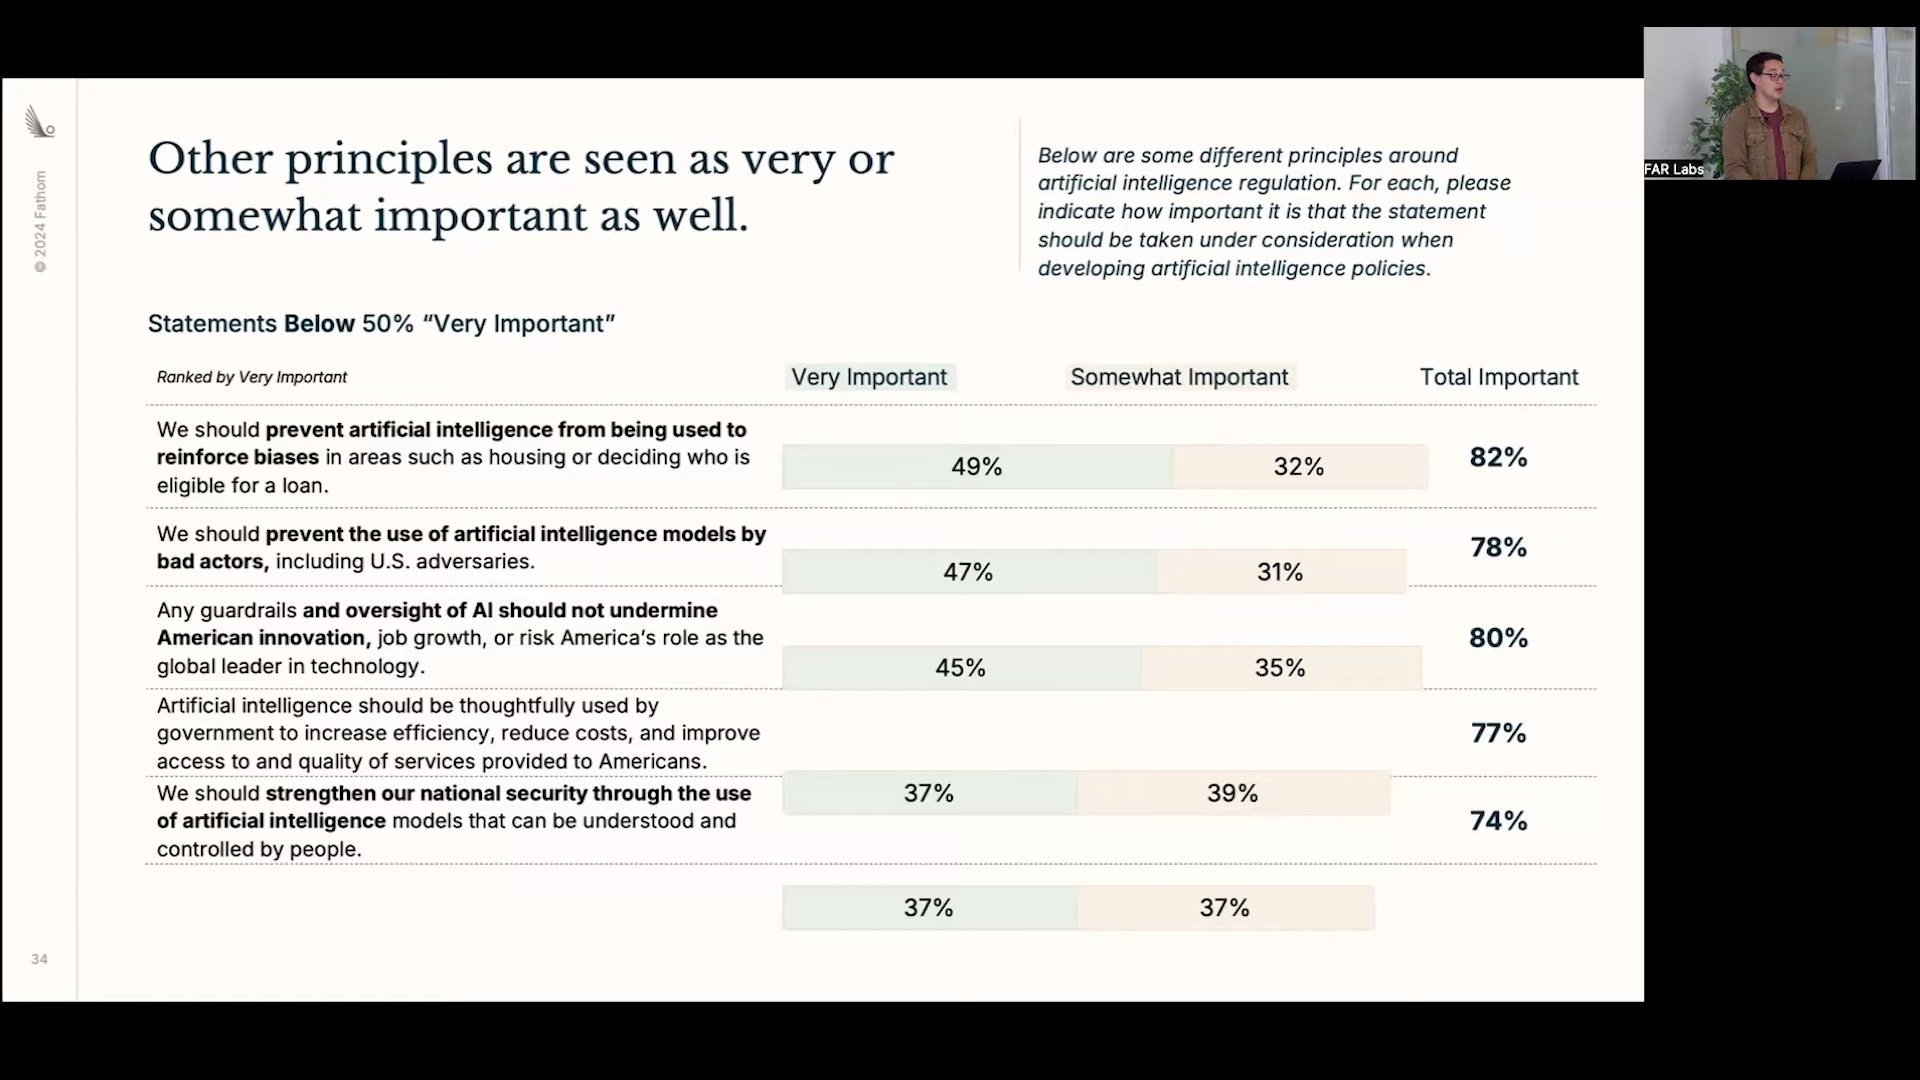 Other principles are seen as very or
somewhat important as well.
Below are some different principles around
artificial intelligence regulation. For each, please
indicate how important it is that the statement
should be taken under consideration when
developing artificial intelligence policies.
© 2024 Fathom
Statements Below 50% “Very Important”
Ranked by Very Important
Very Important
Somewhat Important
Total Important
We should prevent artificial intelligence from being used to
reinforce biases in areas such as housing or deciding who is
eligible for a loan.
49%
32%
82%
We should prevent the use of artificial intelligence models by
bad actors, including U.S. adversaries.
47%
31%
78%
Any guardrails and oversight of AI should not undermine
American innovation, job growth, or risk America’s role as the
global leader in technology.
45%
35%
80%
Artificial intelligence should be thoughtfully used by
government to increase efficiency, reduce costs, and improve
access to and quality of services provided to Americans.
37%
39%
77%
We should strengthen our national security through the use
of artificial intelligence models that can be understood and
controlled by people.
37%
37%
74%
34
FAR Labs